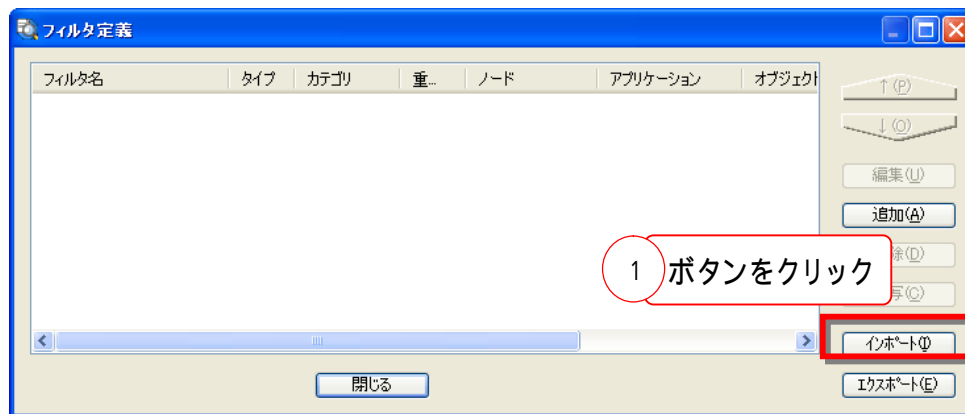 フィルタ定義
フィルタ名 タイプ カテゴリ 重... ノード アプリケーション オブジェクト
↑(P)
↓(O)
編集(U)
追加(A)
1 ボタンをクリック
除(D)
写(C)
インポート(I)
閉じる
エクスポート(E)